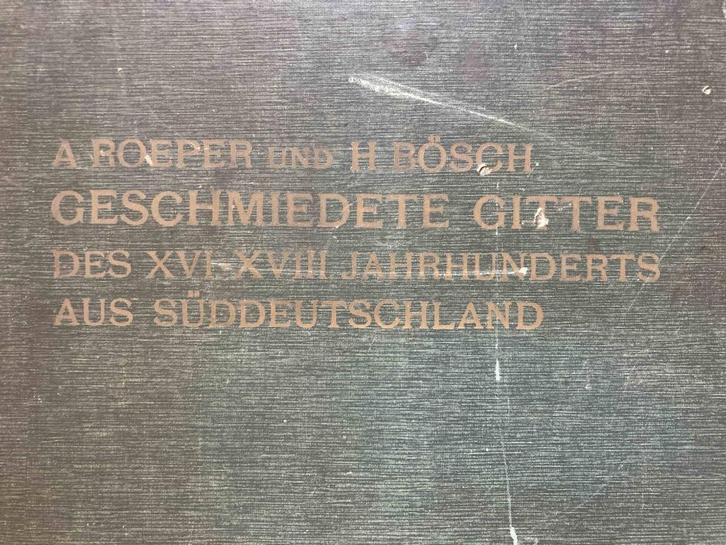 A ROEPER UND H BÖSCH
GESCHMIEDETE GITTER
DES XVI-XVIII JAHRHUNDERTS
AUS SÜDDEUTSCHLAND